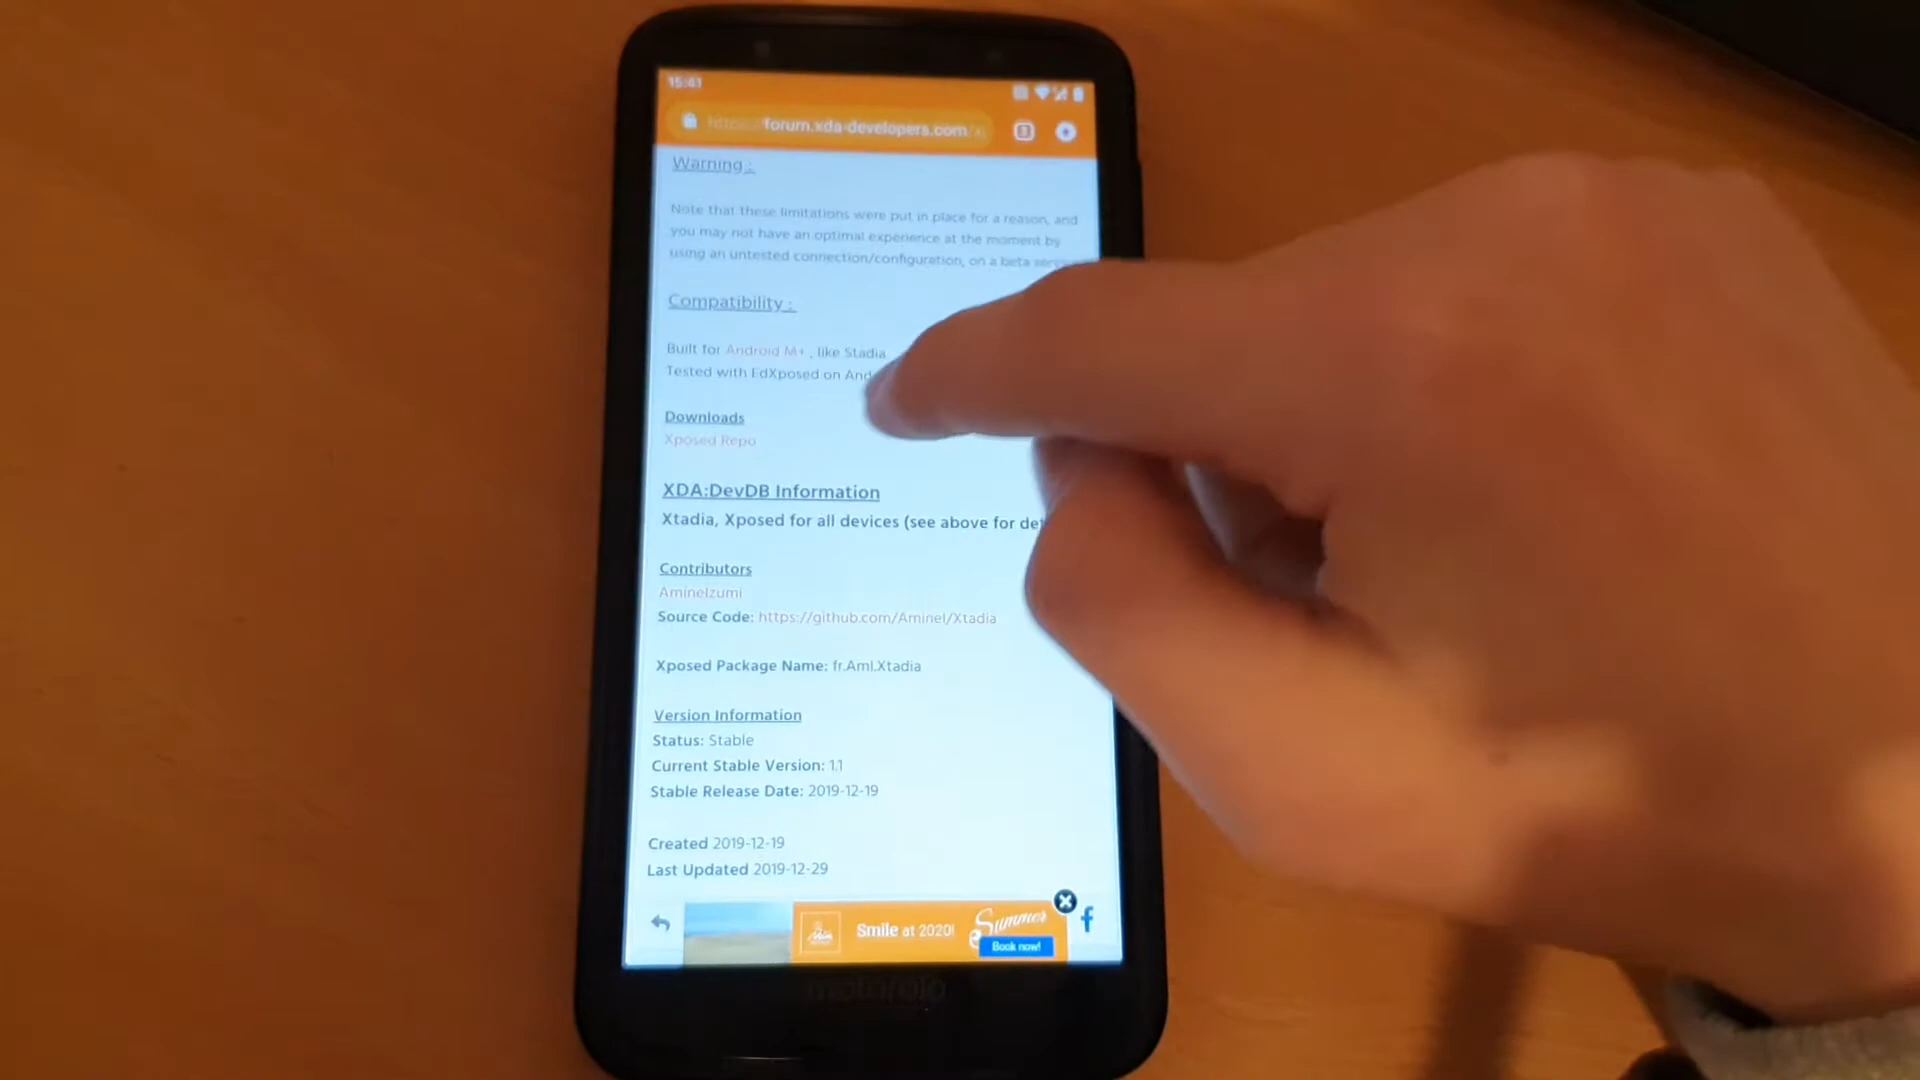 15:41
https://forum.xda-developers.com/
Warning :
Note that these limitations were put in place for a reason, and
you may not have an optimal experience at the moment by
using an untested connection/configuration, on a beta
Compatibility :
Built for Android M+ , like Stadia
Tested with EdXposed on And
Downloads
Xposed Repo
XDA:DevDB Information
Xtadia, Xposed for all devices (see above for det
Contributors
AmineIzumi
Source Code: https://github.com/AmineI/Xtadia
Xposed Package Name: fr.AmI.Xtadia
Version Information
Status: Stable
Current Stable Version: 1.1
Stable Release Date: 2019-12-19
Created 2019-12-19
Last Updated 2019-12-29
Smile at 2020!
Summer
Book now!
motorola